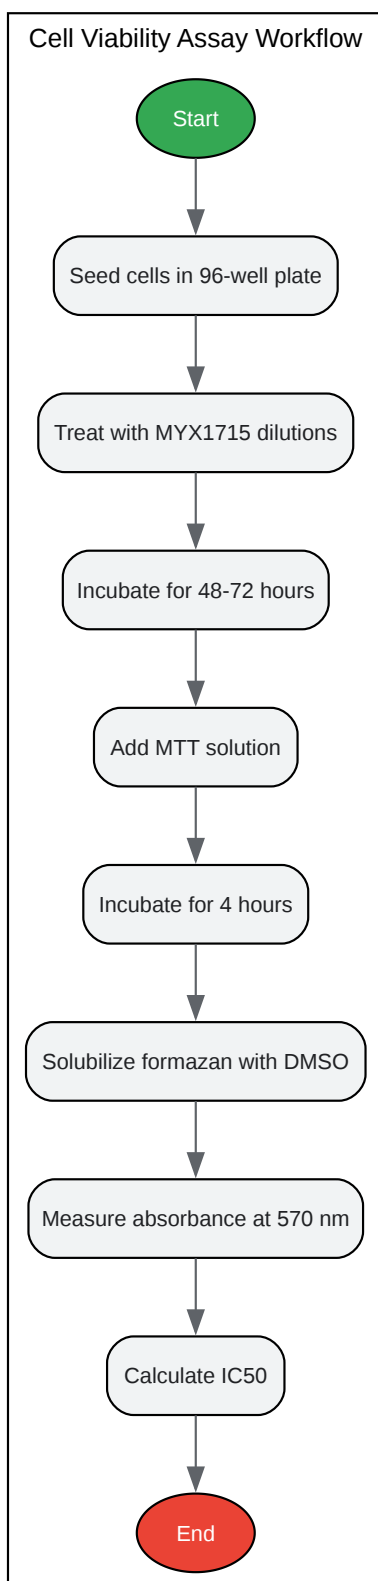 Cell Viability Assay Workflow
Start
Seed cells in 96-well plate
Treat with MYX1715 dilutions
Incubate for 48-72 hours
Add MTT solution
Incubate for 4 hours
Solubilize formazan with DMSO
Measure absorbance at 570 nm
Calculate IC50
End